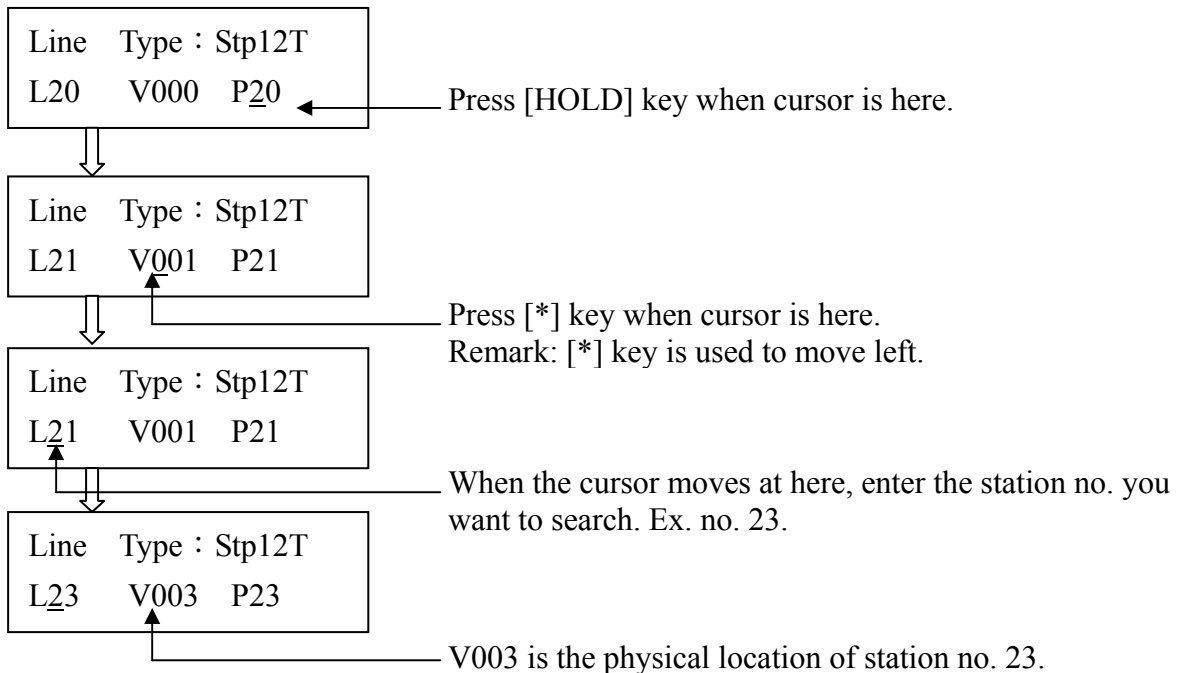 Line Type：Stp12T
L20 V000 P20
Press [HOLD] key when cursor is here.
Line Type：Stp12T
L21 V001 P21
Press [*] key when cursor is here.
Remark: [*] key is used to move left.
Line Type：Stp12T
L21 V001 P21
When the cursor moves at here, enter the station no. you
want to search. Ex. no. 23.
Line Type：Stp12T
L23 V003 P23
V003 is the physical location of station no. 23.